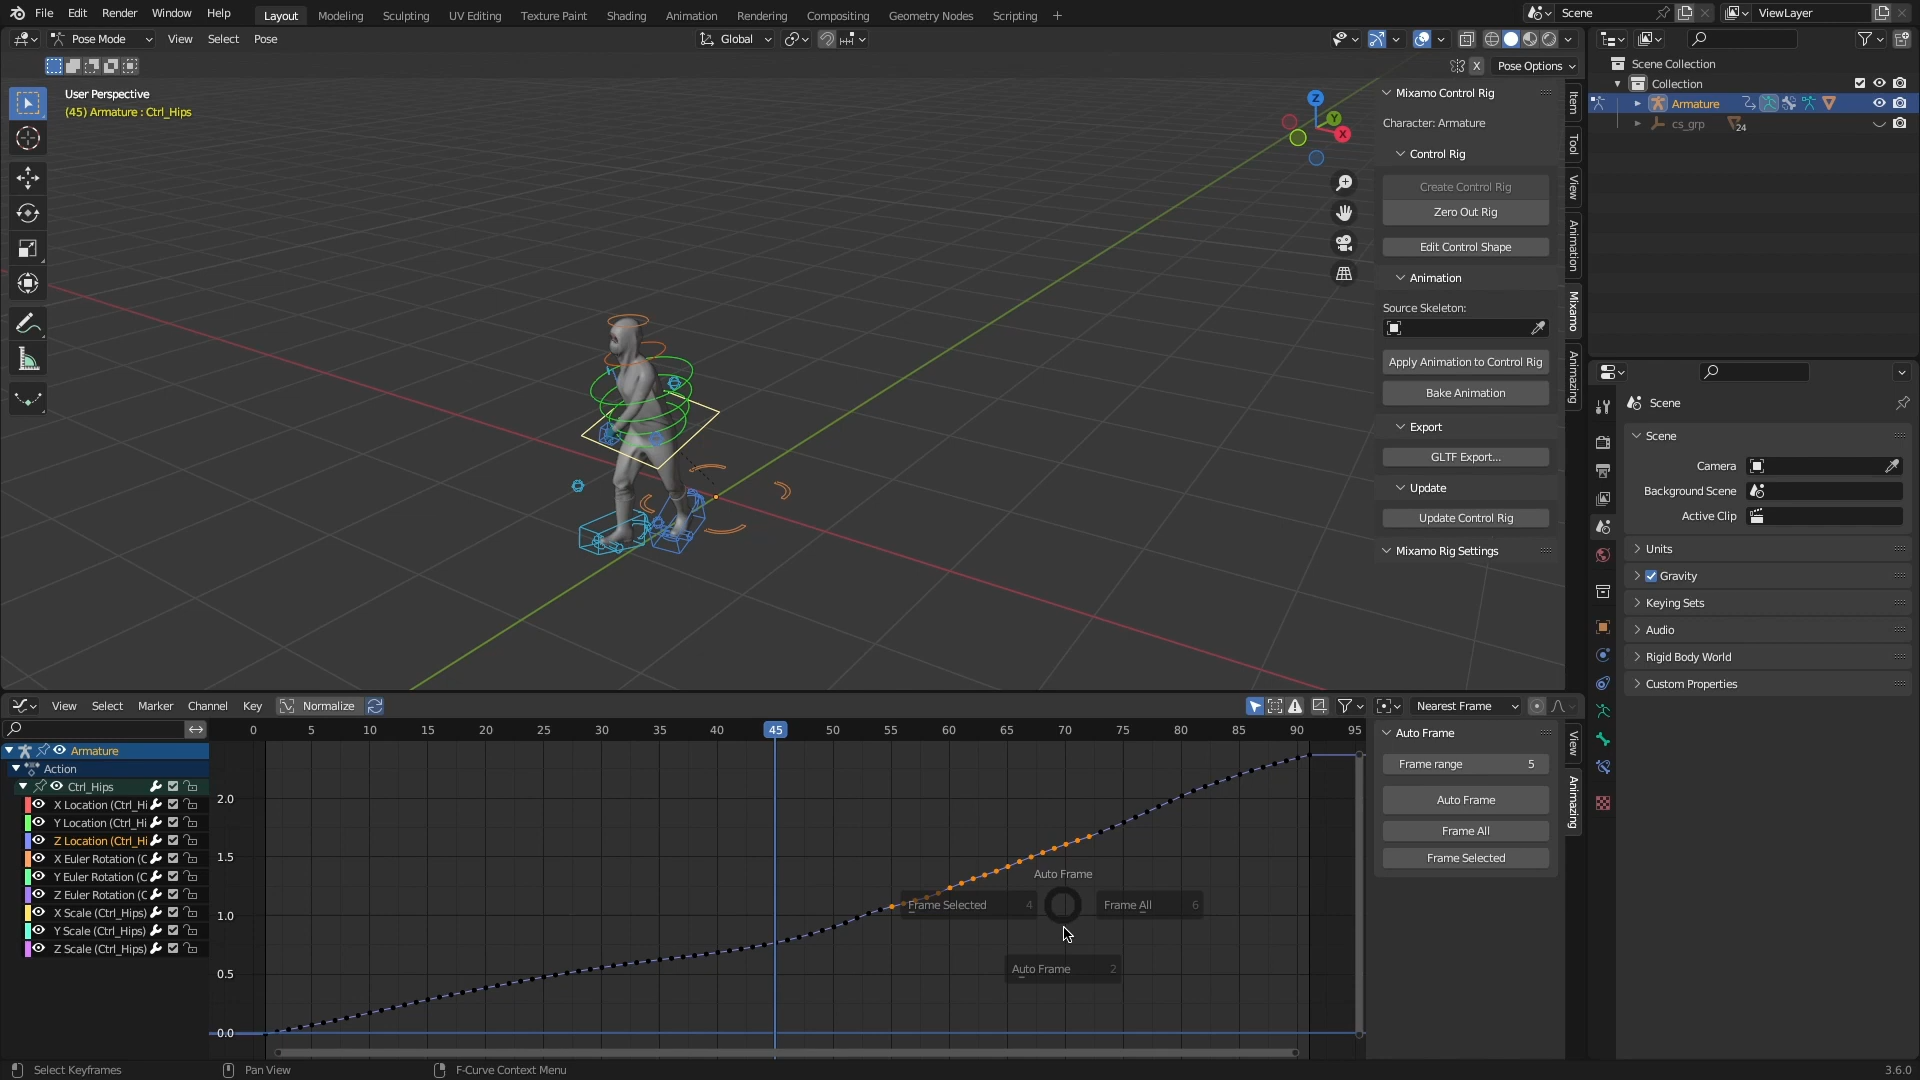 File Edit Render Window Help Layout Modeling Sculpting UV Editing Texture Paint Shading Animation Rendering Compositing Geometry Nodes Scripting + Scene ViewLayer
Pose Mode View Select Pose Global
X Pose Options
User Perspective
(45) Armature : Ctrl_Hips
Z
Y
X
Mixamo Control Rig
Character: Armature
Control Rig
Create Control Rig
Zero Out Rig
Edit Control Shape
Animation
Source Skeleton:
Apply Animation to Control Rig
Bake Animation
Export
GLTF Export...
Update
Update Control Rig
Mixamo Rig Settings
Item
Tool
View
Animation
Mixamo
Animazing
Scene Collection
Collection
Armature
cs_grp 24
Scene
Scene
Camera
Background Scene
Active Clip
Units
Gravity
Keying Sets
Audio
Rigid Body World
Custom Properties
View Select Marker Channel Key Normalize Nearest Frame
0 5 10 15 20 25 30 35 40 45 50 55 60 65 70 75 80 85 90 95
Armature
Action
Ctrl_Hips
X Location (Ctrl_Hi
Y Location (Ctrl_Hi
Z Location (Ctrl_Hi
X Euler Rotation (C
Y Euler Rotation (C
Z Euler Rotation (C
X Scale (Ctrl_Hips)
Y Scale (Ctrl_Hips)
Z Scale (Ctrl_Hips)
2.0
1.5
1.0
0.5
0.0
Auto Frame
Frame Selected 4
Frame All 6
Auto Frame 2
Auto Frame
Frame range 5
Auto Frame
Frame All
Frame Selected
View
Animazing
Select Keyframes Pan View F-Curve Context Menu 3.6.0